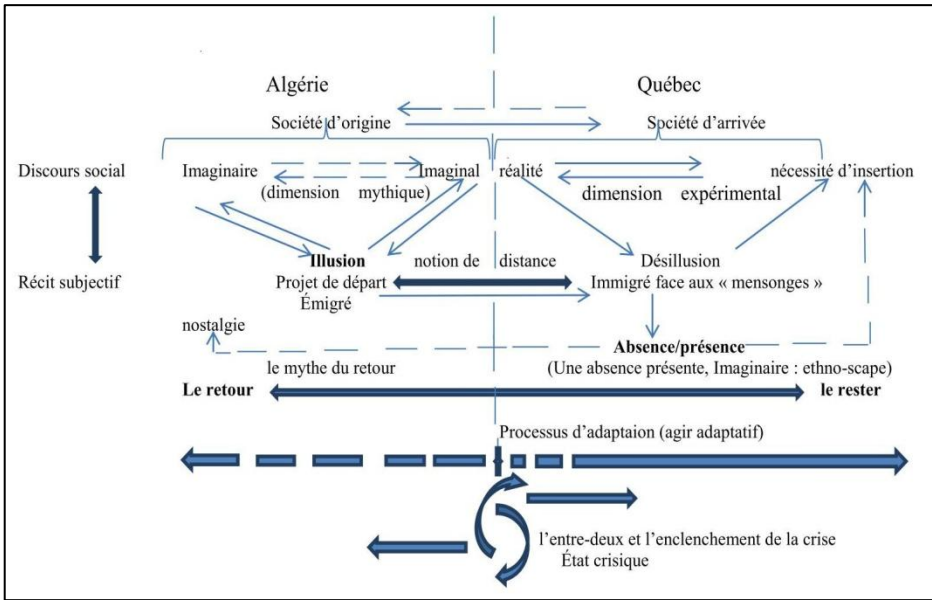 Algérie Québec
Société d’origine Société d’arrivée
Discours social Imaginaire Imaginal réalité nécessité d’insertion
(dimension mythique) dimension expérimental
Illusion notion de distance Désillusion
Récit subjectif Projet de départ Immigré face aux « mensonges »
Émigré
nostalgie
Absence/présence
le mythe du retour (Une absence présente, Imaginaire : ethno-scape)
Le retour le rester
Processus d’adaptaion (agir adaptatif)
l’entre-deux et l’enclenchement de la crise
État crisique